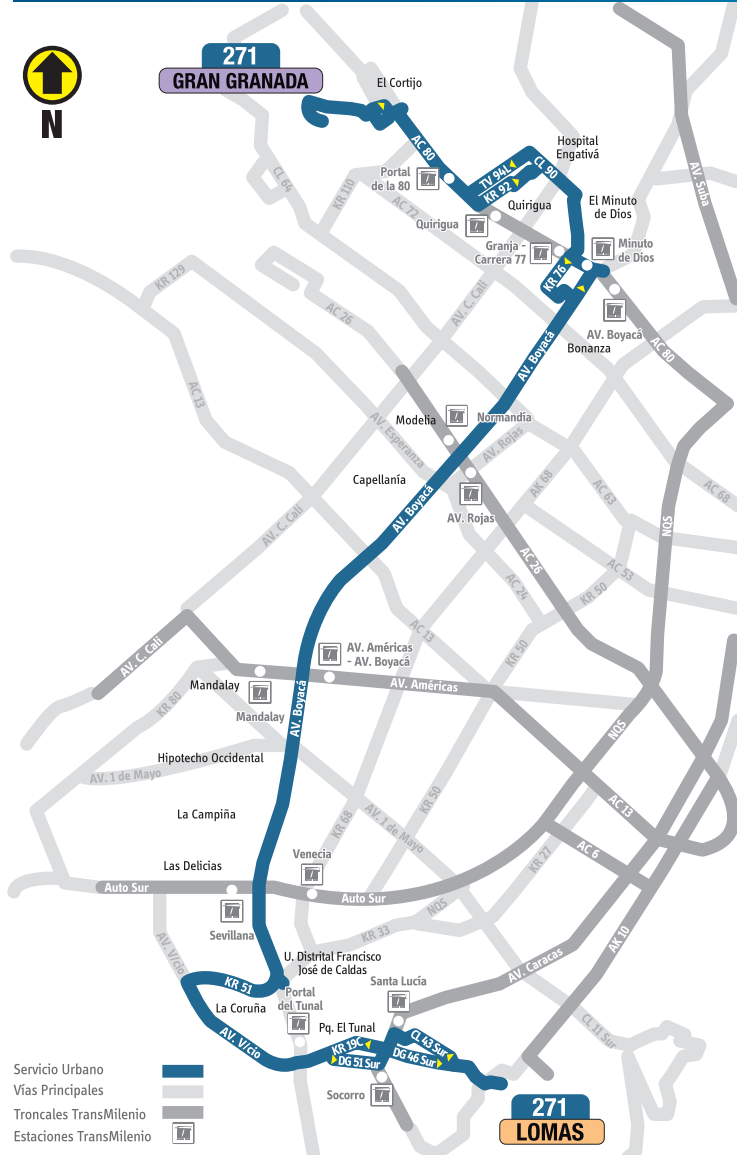 271
GRAN GRANADA
N
El Cortijo
AC 80
Hospital
Engativá
AV. Suba
CL 64
KR 110
Portal
de la 80
TV 94L
CL 90
KR 92
AC 72
Quirigua
Quirigua
El Minuto
de Dios
Granja -
Carrera 77
Minuto
de Dios
KR 129
KR 76
AV. C. Cali
AC 26
AV. Boyacá
AV. Boyacá
Bonanza
AC 80
AC 13
Modelia
Normandía
AV. Esperanza
AV. Rojas
Capellanía
AK 68
AC 63
AC 68
AV. Boyacá
AV. Rojas
AV. C. Cali
NQS
AC 26
AC 53
AC 24
KR 50
AC 13
KR 50
AV. C. Cali
AV. Américas
- AV. Boyacá
Mandalay
AV. Américas
Mandalay
KR 80
AV. Boyacá
NQS
Hipotecho Occidental
AV. 1 de Mayo
KR 50
AC 13
La Campiña
KR 68
AV. 1 de Mayo
AC 6
KR 27
Venecia
Las Delicias
Auto Sur
Auto Sur
NQS
Sevillana
KR 33
AK 10
AV. V/cio
U. Distrital Francisco
José de Caldas
AV. Caracas
Santa Lucía
KR 51
Portal
del Tunal
La Coruña
CL 11 Sur
Pq. El Tunal
AV. V/cio
KR 19C
CL 43 Sur
DG 51 Sur
DG 46 Sur
Socorro
Servicio Urbano
Vías Principales
Troncales TransMilenio
Estaciones TransMilenio
271
LOMAS